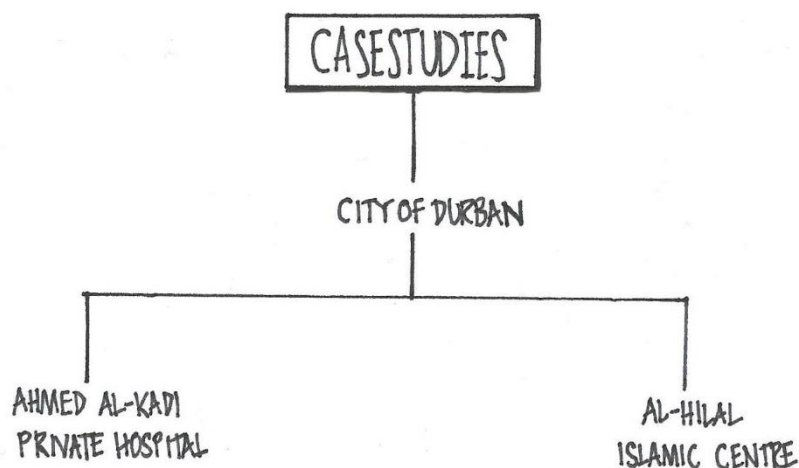 CASESTUDIES
CITY OF DURBAN
AHMED AL-KADI
PRIVATE HOSPITAL
AL-HILAL
ISLAMIC CENTRE